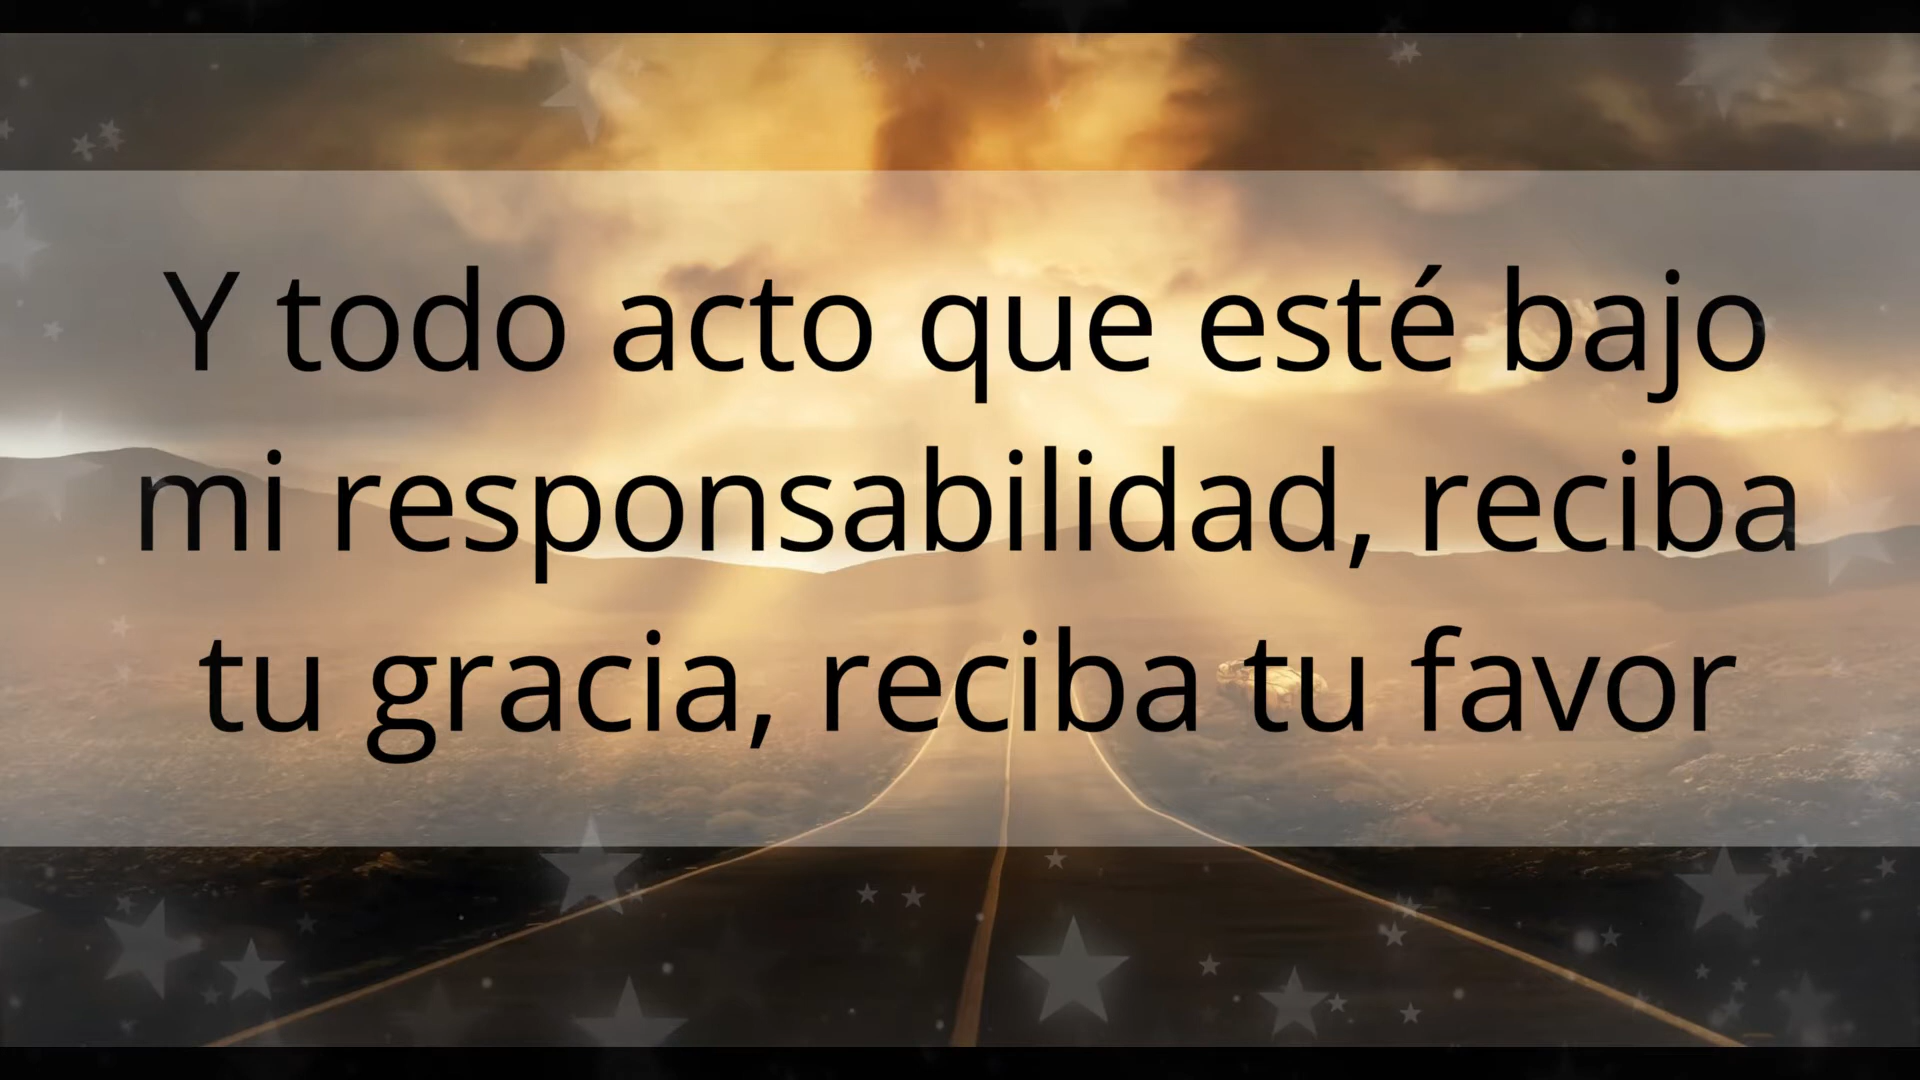 Y todo acto que esté bajo
mi responsabilidad, reciba
tu gracia, reciba tu favor